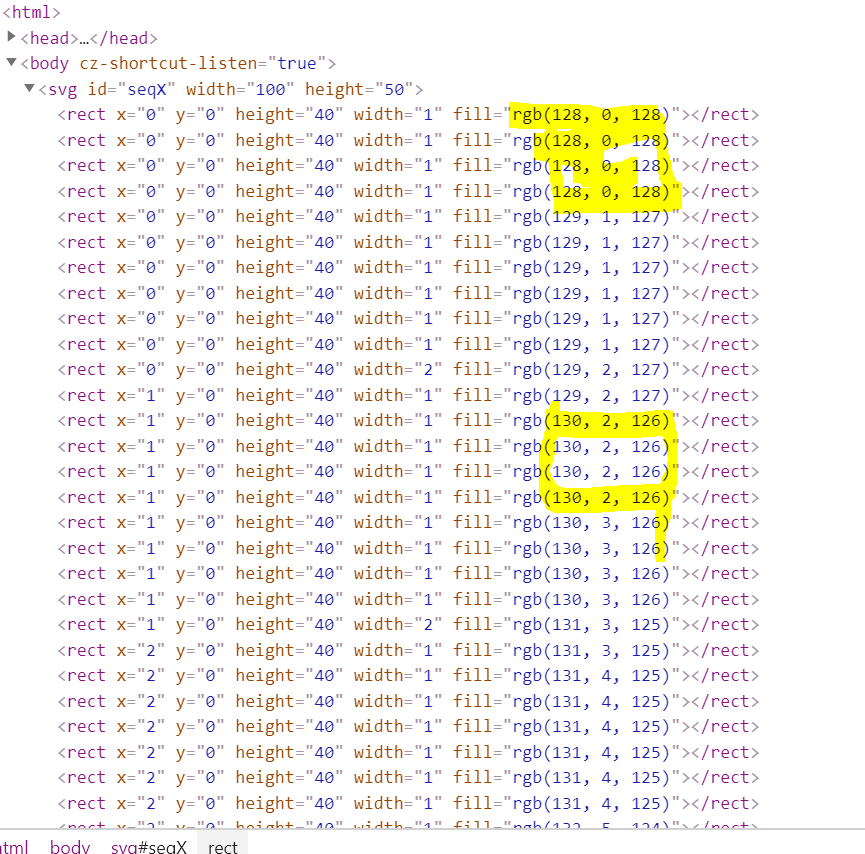 <html>
<head>…</head>
<body cz-shortcut-listen="true">
<svg id="seqX" width="100" height="50">
<rect x="0" y="0" height="40" width="1" fill="rgb(128, 0, 128)"></rect>
<rect x="0" y="0" height="40" width="1" fill="rgb(128, 0, 128)"></rect>
<rect x="0" y="0" height="40" width="1" fill="rgb(128, 0, 128)"></rect>
<rect x="0" y="0" height="40" width="1" fill="rgb(128, 0, 128)"></rect>
<rect x="0" y="0" height="40" width="1" fill="rgb(129, 1, 127)"></rect>
<rect x="0" y="0" height="40" width="1" fill="rgb(129, 1, 127)"></rect>
<rect x="0" y="0" height="40" width="1" fill="rgb(129, 1, 127)"></rect>
<rect x="0" y="0" height="40" width="1" fill="rgb(129, 1, 127)"></rect>
<rect x="0" y="0" height="40" width="1" fill="rgb(129, 1, 127)"></rect>
<rect x="0" y="0" height="40" width="1" fill="rgb(129, 1, 127)"></rect>
<rect x="0" y="0" height="40" width="2" fill="rgb(129, 2, 127)"></rect>
<rect x="1" y="0" height="40" width="1" fill="rgb(129, 2, 127)"></rect>
<rect x="1" y="0" height="40" width="1" fill="rgb(130, 2, 126)"></rect>
<rect x="1" y="0" height="40" width="1" fill="rgb(130, 2, 126)"></rect>
<rect x="1" y="0" height="40" width="1" fill="rgb(130, 2, 126)"></rect>
<rect x="1" y="0" height="40" width="1" fill="rgb(130, 2, 126)"></rect>
<rect x="1" y="0" height="40" width="1" fill="rgb(130, 3, 126)"></rect>
<rect x="1" y="0" height="40" width="1" fill="rgb(130, 3, 126)"></rect>
<rect x="1" y="0" height="40" width="1" fill="rgb(130, 3, 126)"></rect>
<rect x="1" y="0" height="40" width="1" fill="rgb(130, 3, 126)"></rect>
<rect x="1" y="0" height="40" width="2" fill="rgb(131, 3, 125)"></rect>
<rect x="2" y="0" height="40" width="1" fill="rgb(131, 3, 125)"></rect>
<rect x="2" y="0" height="40" width="1" fill="rgb(131, 4, 125)"></rect>
<rect x="2" y="0" height="40" width="1" fill="rgb(131, 4, 125)"></rect>
<rect x="2" y="0" height="40" width="1" fill="rgb(131, 4, 125)"></rect>
<rect x="2" y="0" height="40" width="1" fill="rgb(131, 4, 125)"></rect>
<rect x="2" y="0" height="40" width="1" fill="rgb(131, 4, 125)"></rect>
<rect x="2" y="0" height="40" width="1" fill="rgb(131, 4, 125)"></rect>
<rect x="2" y="0" height="40" width="1" fill="rgb(132, 5, 124)"></rect>
html body svg#seqX rect